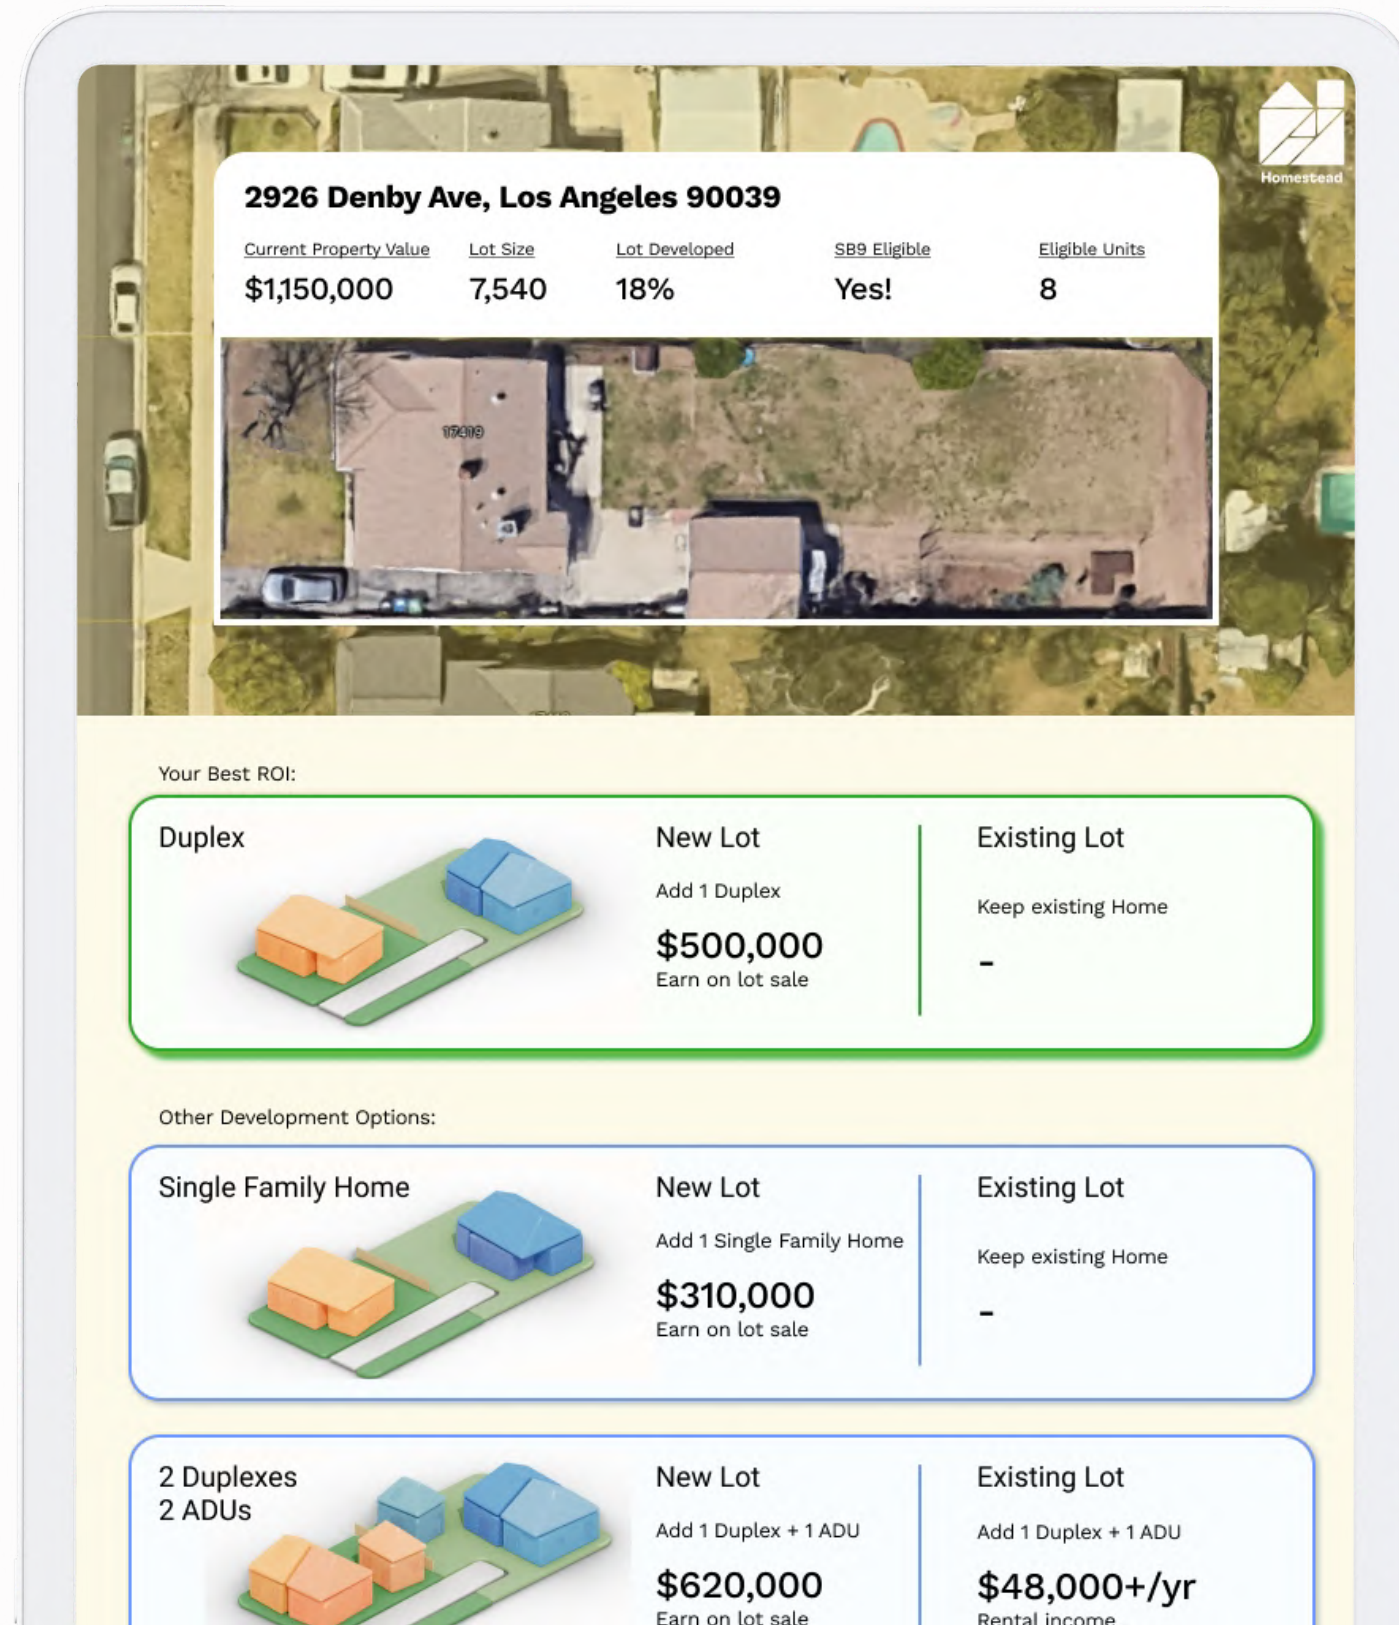 Homestead
2926 Denby Ave, Los Angeles 90039
Current Property Value Lot Size Lot Developed SB9 Eligible Eligible Units
$1,150,000 7,540 18% Yes! 8
17419
Your Best ROI:
Duplex New Lot Existing Lot
Add 1 Duplex Keep existing Home
$500,000 -
Earn on lot sale
Other Development Options:
Single Family Home New Lot Existing Lot
Add 1 Single Family Home Keep existing Home
$310,000 -
Earn on lot sale
2 Duplexes New Lot Existing Lot
2 ADUs
Add 1 Duplex + 1 ADU Add 1 Duplex + 1 ADU
$620,000 $48,000+/yr
Earn on lot sale Rental income